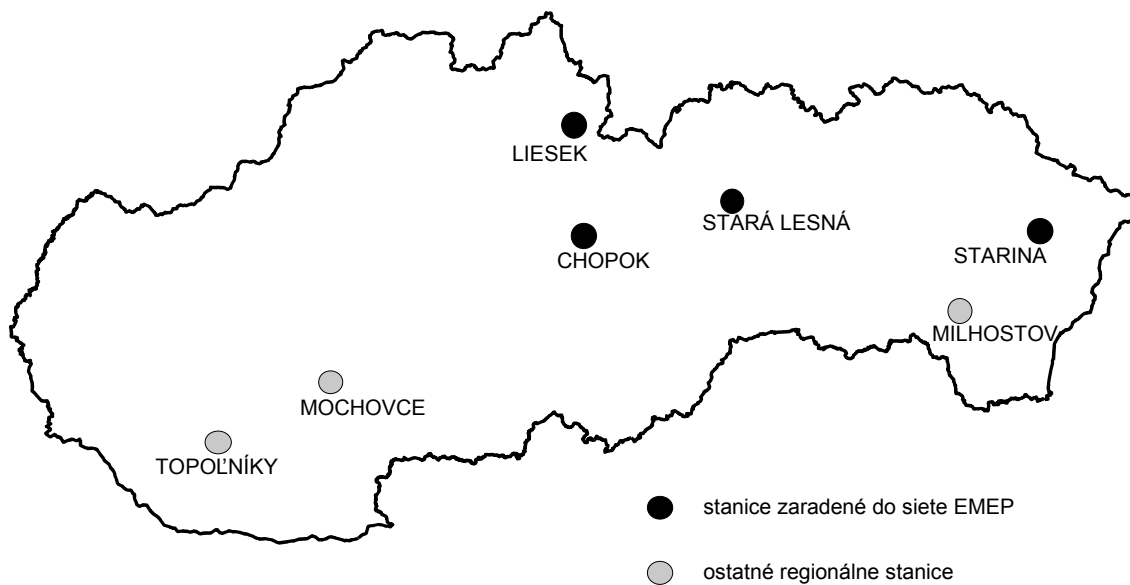 LIESEK
STARÁ LESNÁ
CHOPOK
STARINA
MILHOSTOV
MOCHOVCE
TOPOĽNÍKY
stanice zaradené do siete EMEP
ostatné regionálne stanice